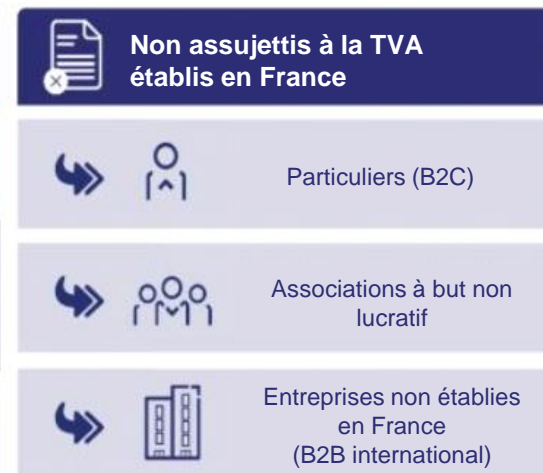 Non assujettis à la TVA
établis en France
Particuliers (B2C)
Associations à but non
lucratif
Entreprises non établies
en France
(B2B international)